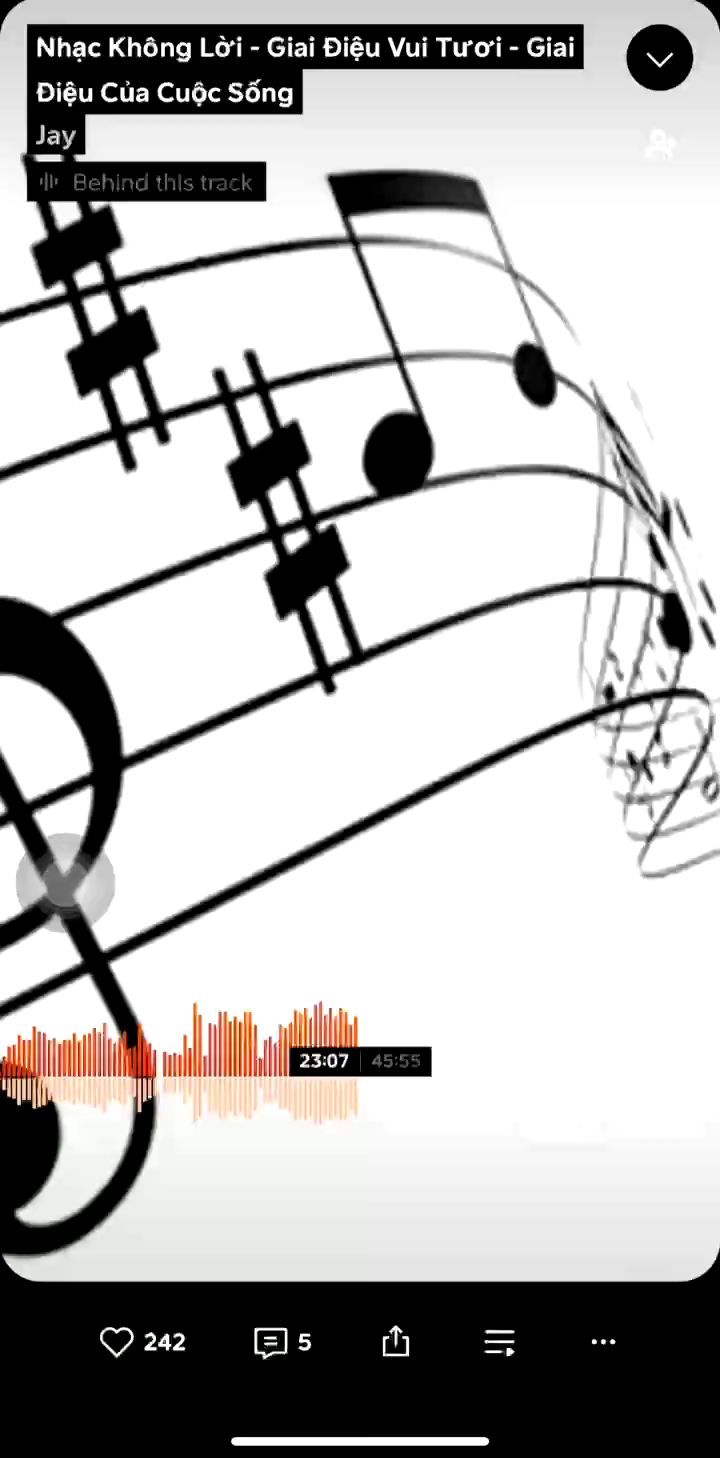 Nhạc Không Lời - Giai Điệu Vui Tươi - Giai
Điệu Của Cuộc Sống
Jay
Behind this track
23:07 45:55
242 5